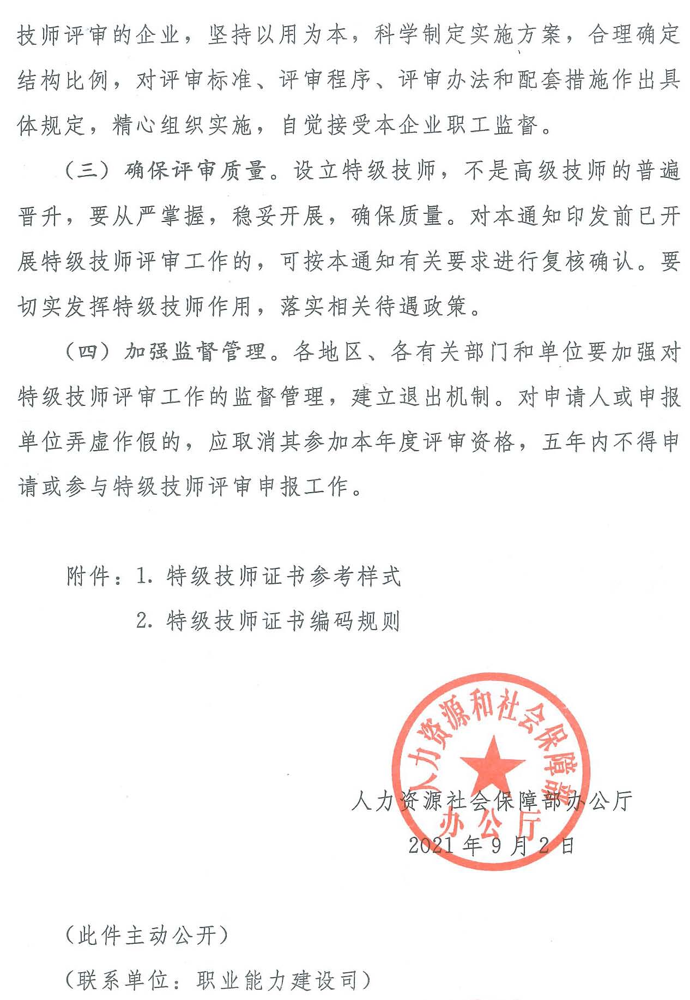 技师评审的企业，坚持以用为本，科学制定实施方案，合理确定
结构比例，对评审标准、评审程序、评审办法和配套措施作出具
体规定，精心组织实施，自觉接受本企业职工监督。
（三）确保评审质量。设立特级技师，不是高级技师的普遍
晋升，要从严掌握，稳妥开展，确保质量。对本通知印发前已开
展特级技师评审工作的，可按本通知有关要求进行复核确认。要
切实发挥特级技师作用，落实相关待遇政策。
（四）加强监督管理。各地区、各有关部门和单位要加强对
特级技师评审工作的监督管理，建立退出机制。对申请人或申报
单位弄虚作假的，应取消其参加本年度评审资格，五年内不得申
请或参与特级技师评审申报工作。
附件：1. 特级技师证书参考样式
2. 特级技师证书编码规则
人力资源和社会保障部
人力资源社会保障部办公厅
办公厅
2021年9月2日
（此件主动公开）
（联系单位：职业能力建设司）